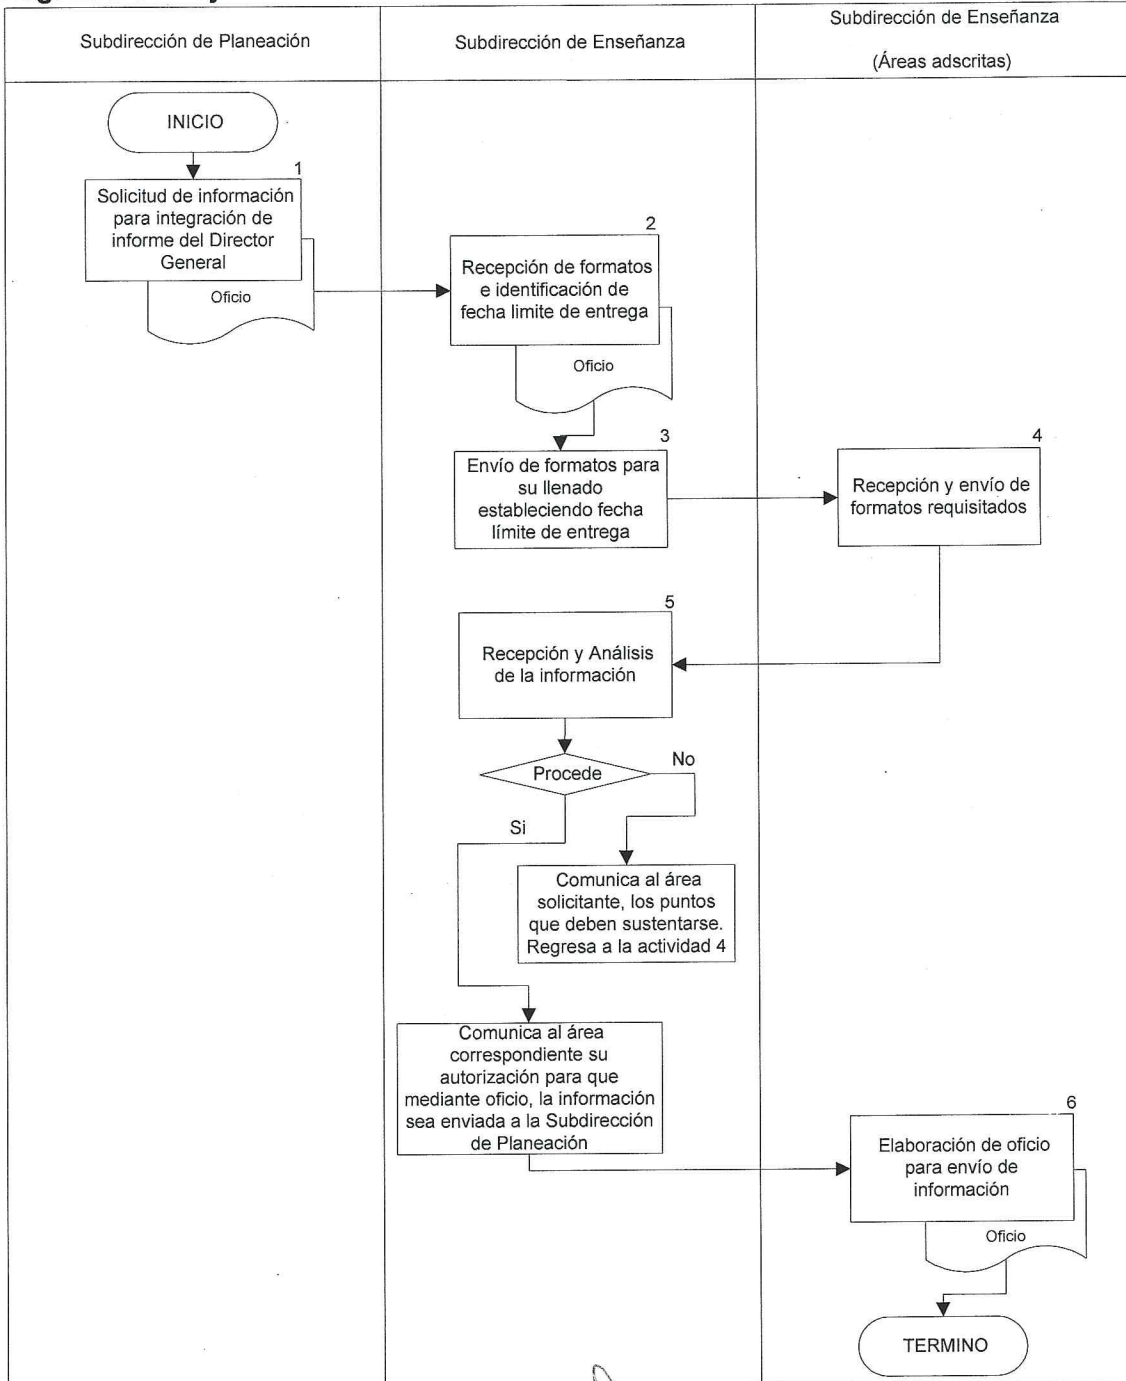 Subdirección de Planeación
Subdirección de Enseñanza
Subdirección de Enseñanza
(Áreas adscritas)
INICIO
1
Solicitud de información
para integración de
informe del Director
General
Oficio
2
Recepción de formatos
e identificación de
fecha limite de entrega
Oficio
3
Envío de formatos para
su llenado
estableciendo fecha
límite de entrega
4
Recepción y envío de
formatos requisitados
5
Recepción y Análisis
de la información
Procede
No
Si
Comunica al área
solicitante, los puntos
que deben sustentarse.
Regresa a la actividad 4
Comunica al área
correspondiente su
autorización para que
mediante oficio, la información
sea enviada a la Subdirección
de Planeación
6
Elaboración de oficio
para envío de
información
Oficio
TERMINO